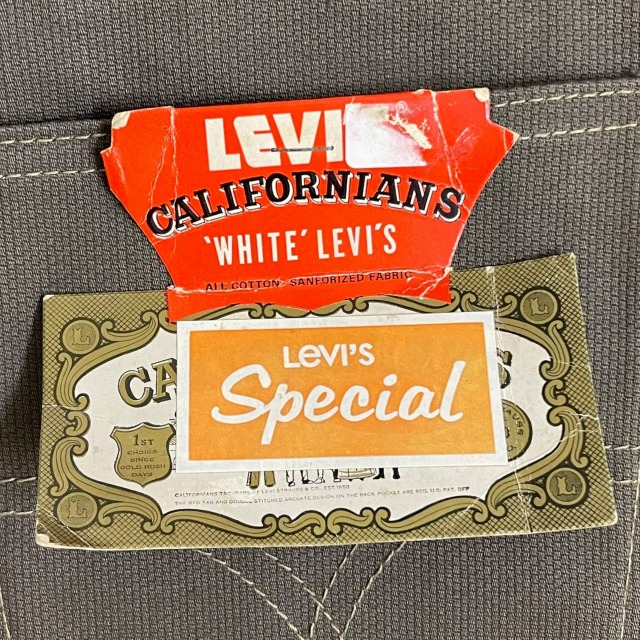 LEVI
®
CALIFORNIANS
'WHITE' LEVI'S
ALL COTTON-SANFORIZED FABRIC
L L
CA S
LEVI'S
Special
1ST
CHOICE
SINCE
GOLD RUSH
DAYS
CALIFORNIANS TROUSERS BY LEVI STRAUSS & CO., EST. 1850
THE RED TAB AND DOUBLE STITCHED ARCUATE DESIGN ON THE BACK POCKET ARE REG. U.S. PAT. OFF
L L